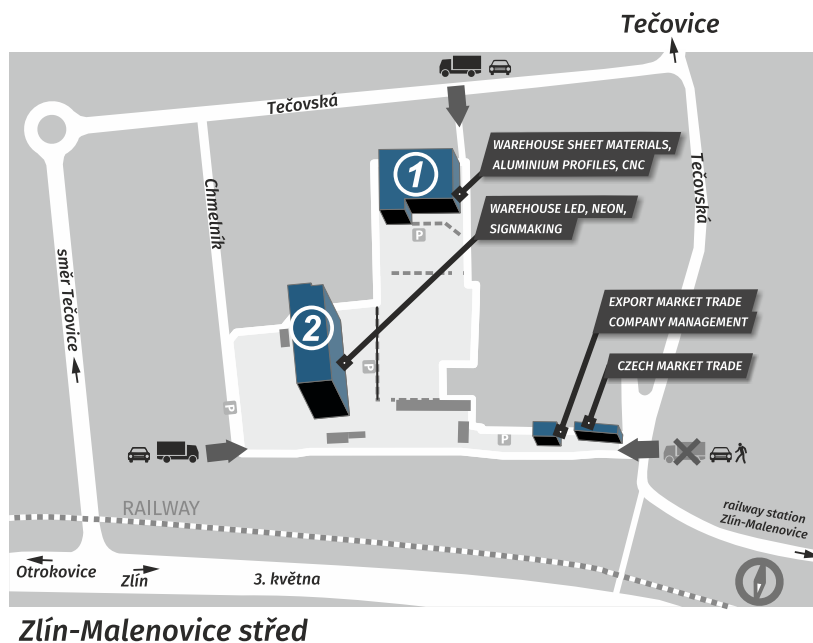 Tečovice
Tečovská
WAREHOUSE SHEET MATERIALS,
ALUMINIUM PROFILES, CNC
1
Tečovská
Chmelník
WAREHOUSE LED, NEON,
SIGNMAKING
P
směr Tečovice
2
EXPORT MARKET TRADE
COMPANY MANAGEMENT
P
CZECH MARKET TRADE
P
P
RAILWAY
railway station
Zlín-Malenovice
Otrokovice
Zlín
3. května
Zlín-Malenovice střed